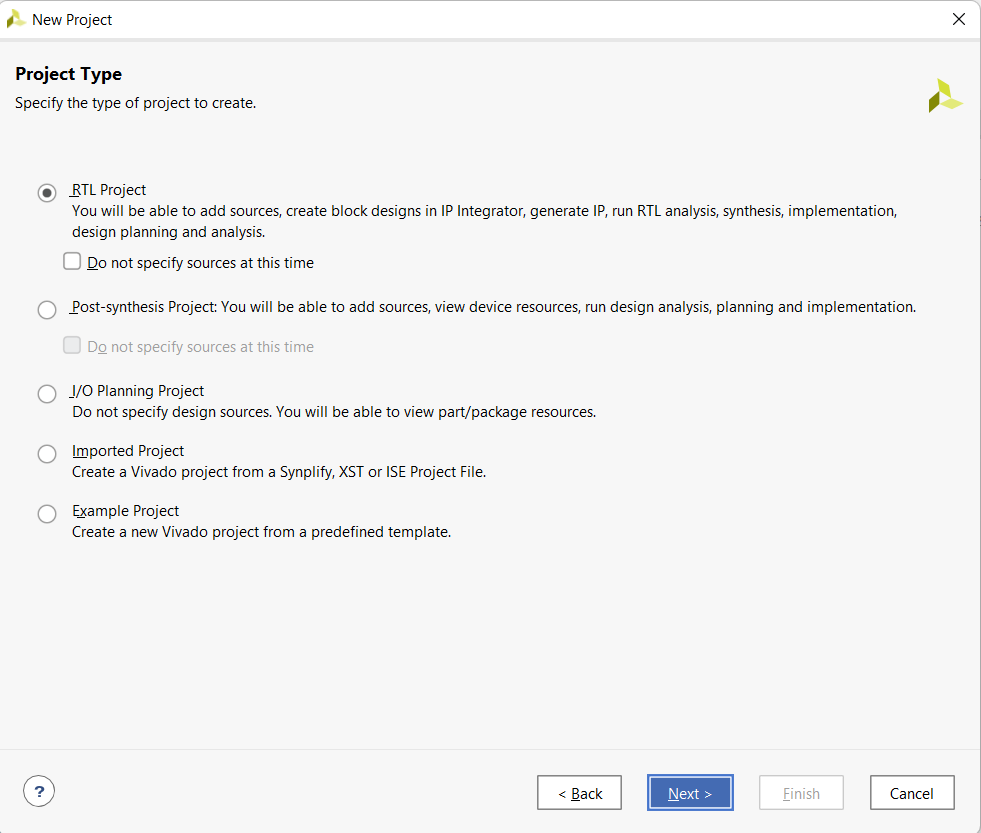 New Project
Project Type
Specify the type of project to create.
RTL Project
You will be able to add sources, create block designs in IP Integrator, generate IP, run RTL analysis, synthesis, implementation,
design planning and analysis.
Do not specify sources at this time
Post-synthesis Project: You will be able to add sources, view device resources, run design analysis, planning and implementation.
Do not specify sources at this time
I/O Planning Project
Do not specify design sources. You will be able to view part/package resources.
Imported Project
Create a Vivado project from a Synplify, XST or ISE Project File.
Example Project
Create a new Vivado project from a predefined template.
? < Back Next > Finish Cancel